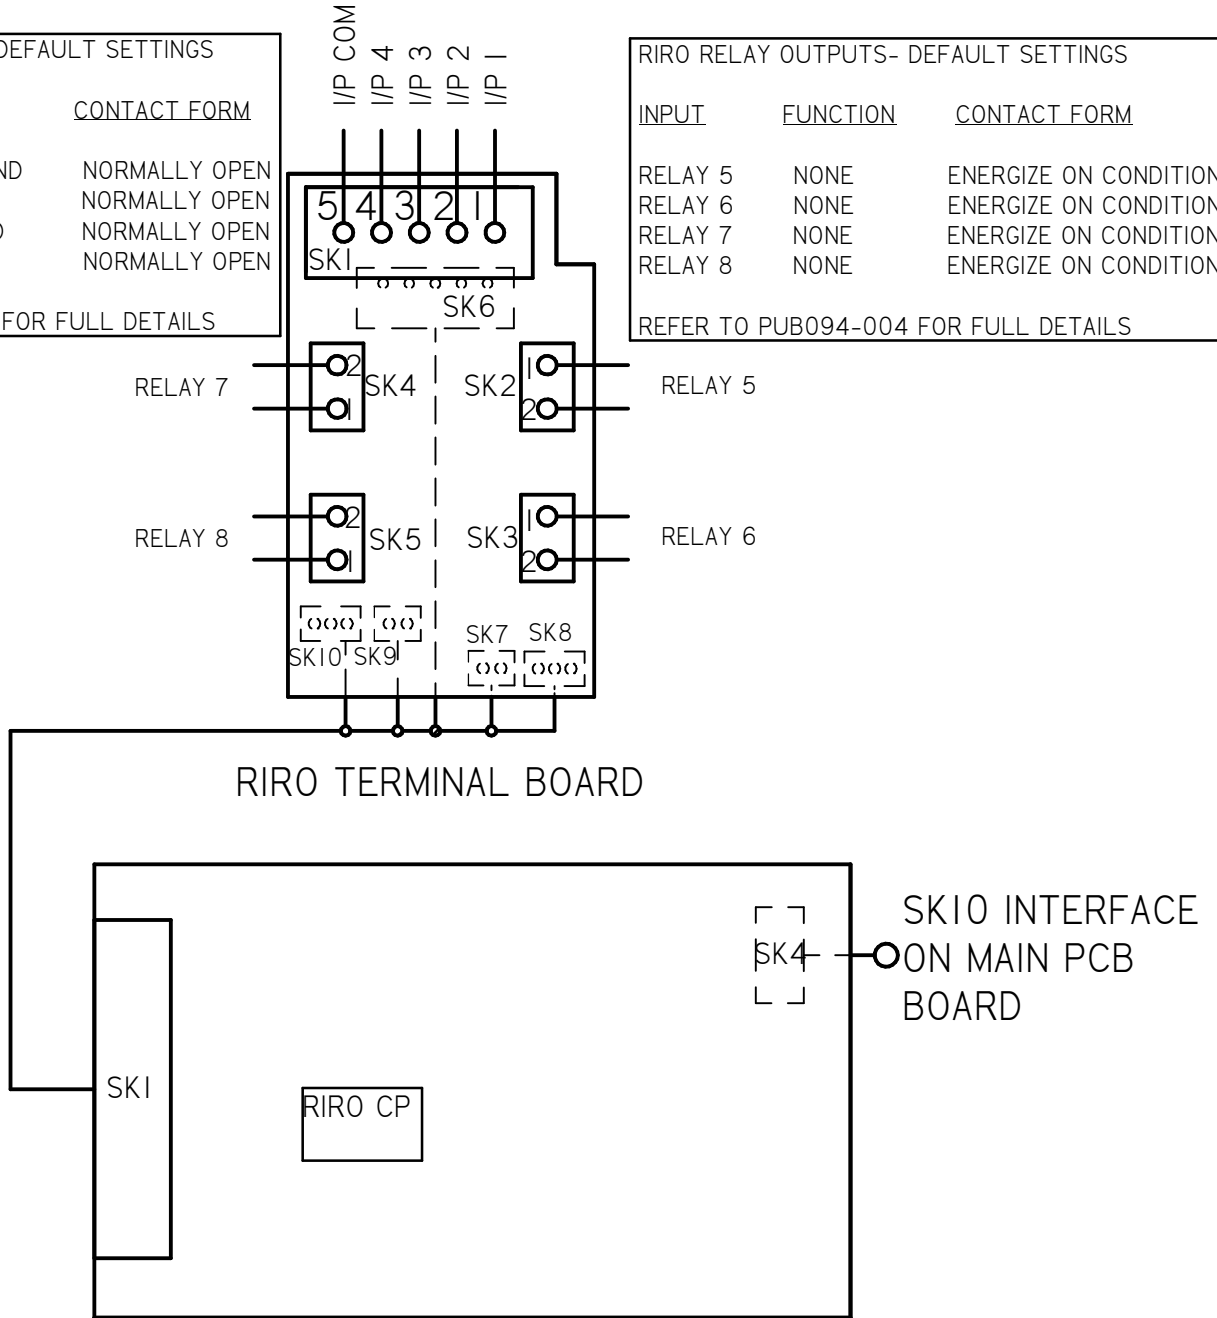 DEFAULT SETTINGS
CONTACT FORM
NORMALLY OPEN
NORMALLY OPEN
NORMALLY OPEN
NORMALLY OPEN
FOR FULL DETAILS
I/P COM
I/P 4
I/P 3
I/P 2
I/P 1
RIRO RELAY OUTPUTS- DEFAULT SETTINGS
INPUT FUNCTION CONTACT FORM
RELAY 5 NONE ENERGIZE ON CONDITION
RELAY 6 NONE ENERGIZE ON CONDITION
RELAY 7 NONE ENERGIZE ON CONDITION
RELAY 8 NONE ENERGIZE ON CONDITION
REFER TO PUB094-004 FOR FULL DETAILS
5 4 3 2 1
SK1
SK6
RELAY 7
2
1
SK4
SK2
1
2
RELAY 5
RELAY 8
2
1
SK5
SK3
1
2
RELAY 6
SK10
SK9
SK7
SK8
RIRO TERMINAL BOARD
SK1
RIRO CP
SK4
SK10 INTERFACE
ON MAIN PCB
BOARD